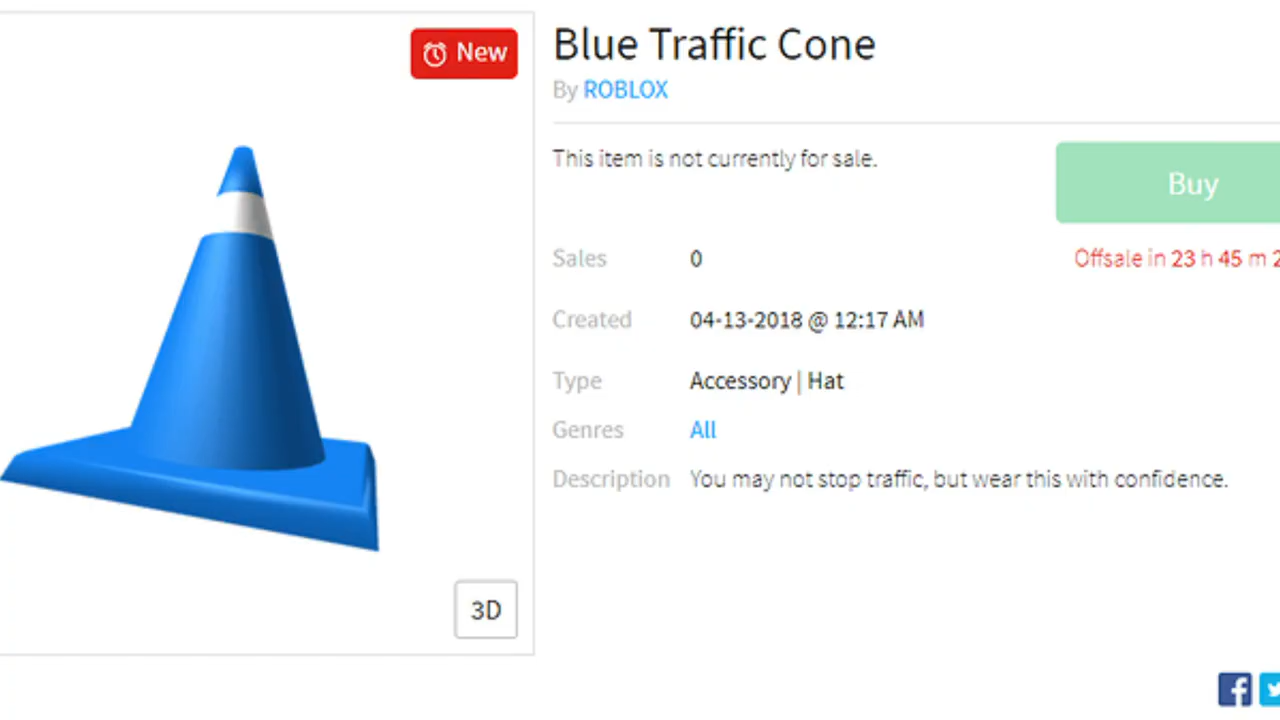 New
Blue Traffic Cone
By ROBLOX
This item is not currently for sale.
Buy
Sales 0
Offsale in 23 h 45 m 2
Created 04-13-2018 @ 12:17 AM
Type Accessory | Hat
Genres All
Description You may not stop traffic, but wear this with confidence.
3D